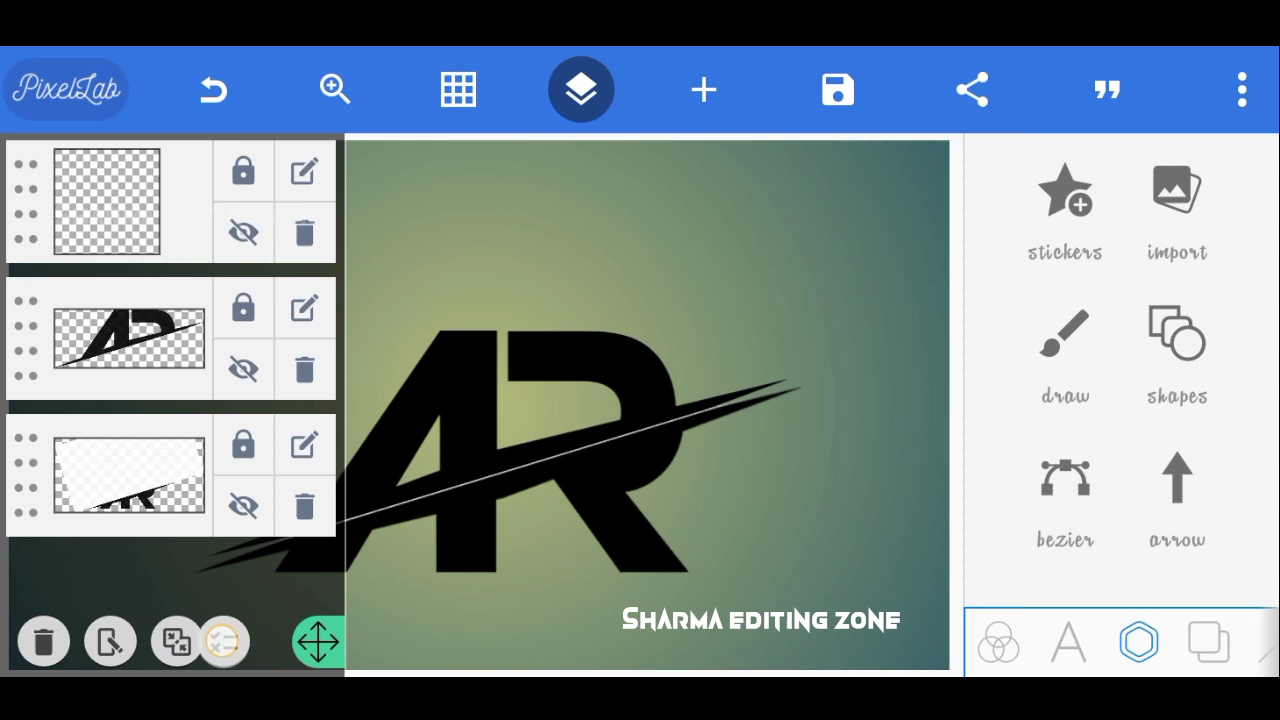 PixelLab
stickers
import
AR
draw
shapes
bezier
arrow
SHARMA EDITING ZONE